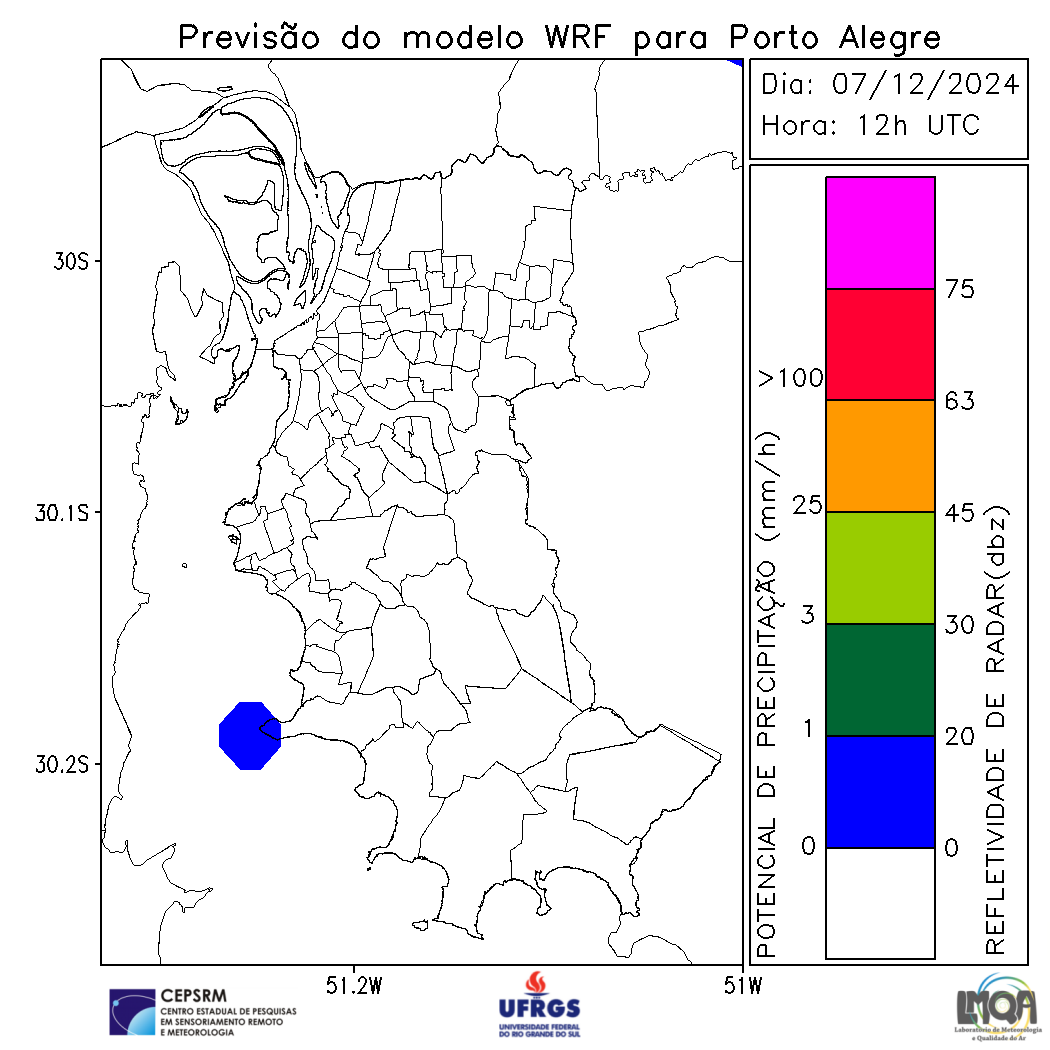 Previsão do modelo WRF para Porto Alegre
Dia: 07/12/2024
Hora: 12h UTC
30S
30.1S
30.2S
51.2W
51W
POTENCIAL DE PRECIPITAÇÃO (mm/h)
>100
25
3
1
0
75
63
45
30
20
0
REFLETIVIDADE DE RADAR(dbz)
CEPSRM
CENTRO ESTADUAL DE PESQUISAS
EM SENSORIAMENTO REMOTO
E METEOROLOGIA
UFRGS
UNIVERSIDADE FEDERAL
DO RIO GRANDE DO SUL
LMQA
Laboratório de Meteorologia
e Qualidade do Ar